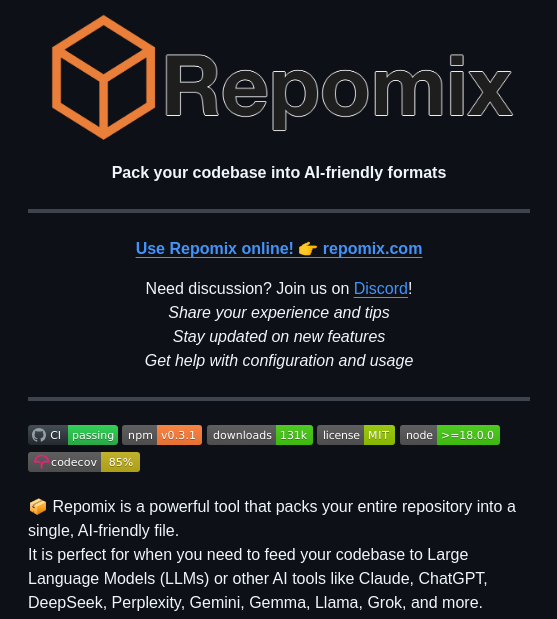 Repomix
Pack your codebase into AI-friendly formats
Use Repomix online! 👉 repomix.com
Need discussion? Join us on Discord!
Share your experience and tips
Stay updated on new features
Get help with configuration and usage
CI passing npm v0.3.1 downloads 131k license MIT node >=18.0.0
codecov 85%
📦 Repomix is a powerful tool that packs your entire repository into a
single, AI-friendly file.
It is perfect for when you need to feed your codebase to Large
Language Models (LLMs) or other AI tools like Claude, ChatGPT,
DeepSeek, Perplexity, Gemini, Gemma, Llama, Grok, and more.